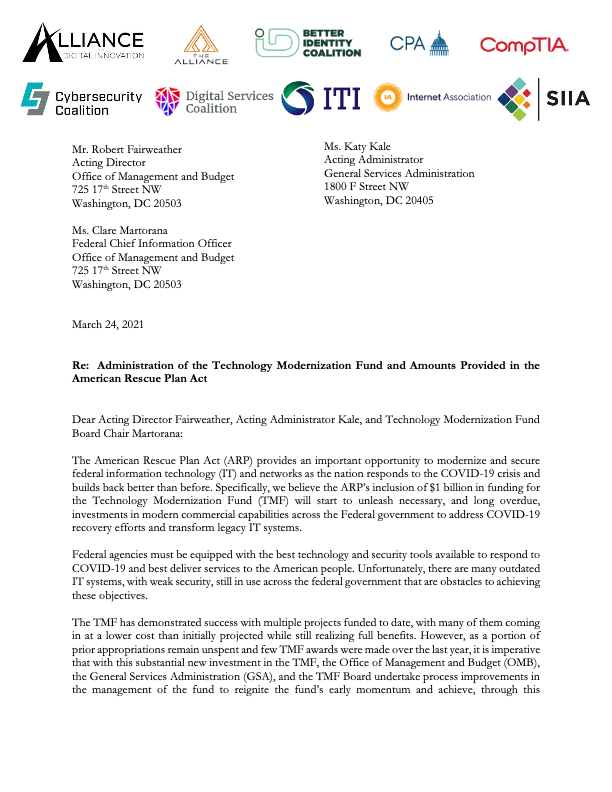 ALLIANCE
DIGITAL INNOVATION
THE
ALLIANCE
BETTER
IDENTITY
COALITION
CPA
CompTIA.
Cybersecurity
Coalition
Digital Services
Coalition
ITI
IA
Internet Association
SIIA
Mr. Robert Fairweather
Acting Director
Office of Management and Budget
725 17th Street NW
Washington, DC 20503
Ms. Katy Kale
Acting Administrator
General Services Administration
1800 F Street NW
Washington, DC 20405
Ms. Clare Martorana
Federal Chief Information Officer
Office of Management and Budget
725 17th Street NW
Washington, DC 20503
March 24, 2021
Re: Administration of the Technology Modernization Fund and Amounts Provided in the
American Rescue Plan Act
Dear Acting Director Fairweather, Acting Administrator Kale, and Technology Modernization Fund
Board Chair Martorana:
The American Rescue Plan Act (ARP) provides an important opportunity to modernize and secure
federal information technology (IT) and networks as the nation responds to the COVID-19 crisis and
builds back better than before. Specifically, we believe the ARP's inclusion of $1 billion in funding for
the Technology Modernization Fund (TMF) will start to unleash necessary, and long overdue,
investments in modern commercial capabilities across the Federal government to address COVID-19
recovery efforts and transform legacy IT systems.
Federal agencies must be equipped with the best technology and security tools available to respond to
COVID-19 and best deliver services to the American people. Unfortunately, there are many outdated
IT systems, with weak security, still in use across the federal government that are obstacles to achieving
these objectives.
The TMF has demonstrated success with multiple projects funded to date, with many of them coming
in at a lower cost than initially projected while still realizing full benefits. However, as a portion of
prior appropriations remain unspent and few TMF awards were made over the last year, it is imperative
that with this substantial new investment in the TMF, the Office of Management and Budget (OMB),
the General Services Administration (GSA), and the TMF Board undertake process improvements in
the management of the fund to reignite the fund's early momentum and achieve, through this